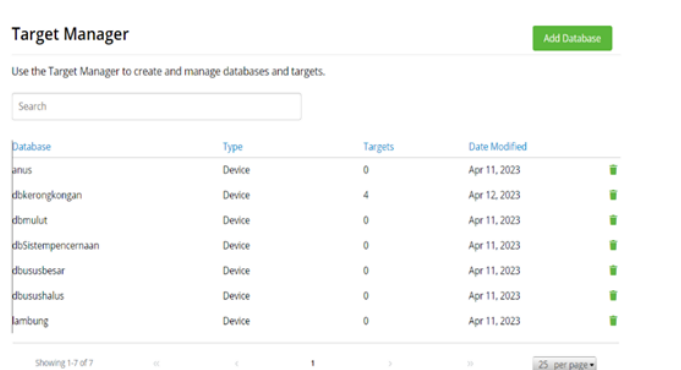 Target Manager
Add Database
Use the Target Manager to create and manage databases and targets.
Search
Database Type Targets Date Modified
anus Device 0 Apr 11, 2023
dbkerongkongan Device 4 Apr 12, 2023
dbmulut Device 0 Apr 11, 2023
dbSistempencernaan Device 0 Apr 11, 2023
dbususbesar Device 0 Apr 11, 2023
dbusushalus Device 0 Apr 11, 2023
lambung Device 0 Apr 11, 2023
Showing 1-7 of 7 << < 1 > >> 25 per page